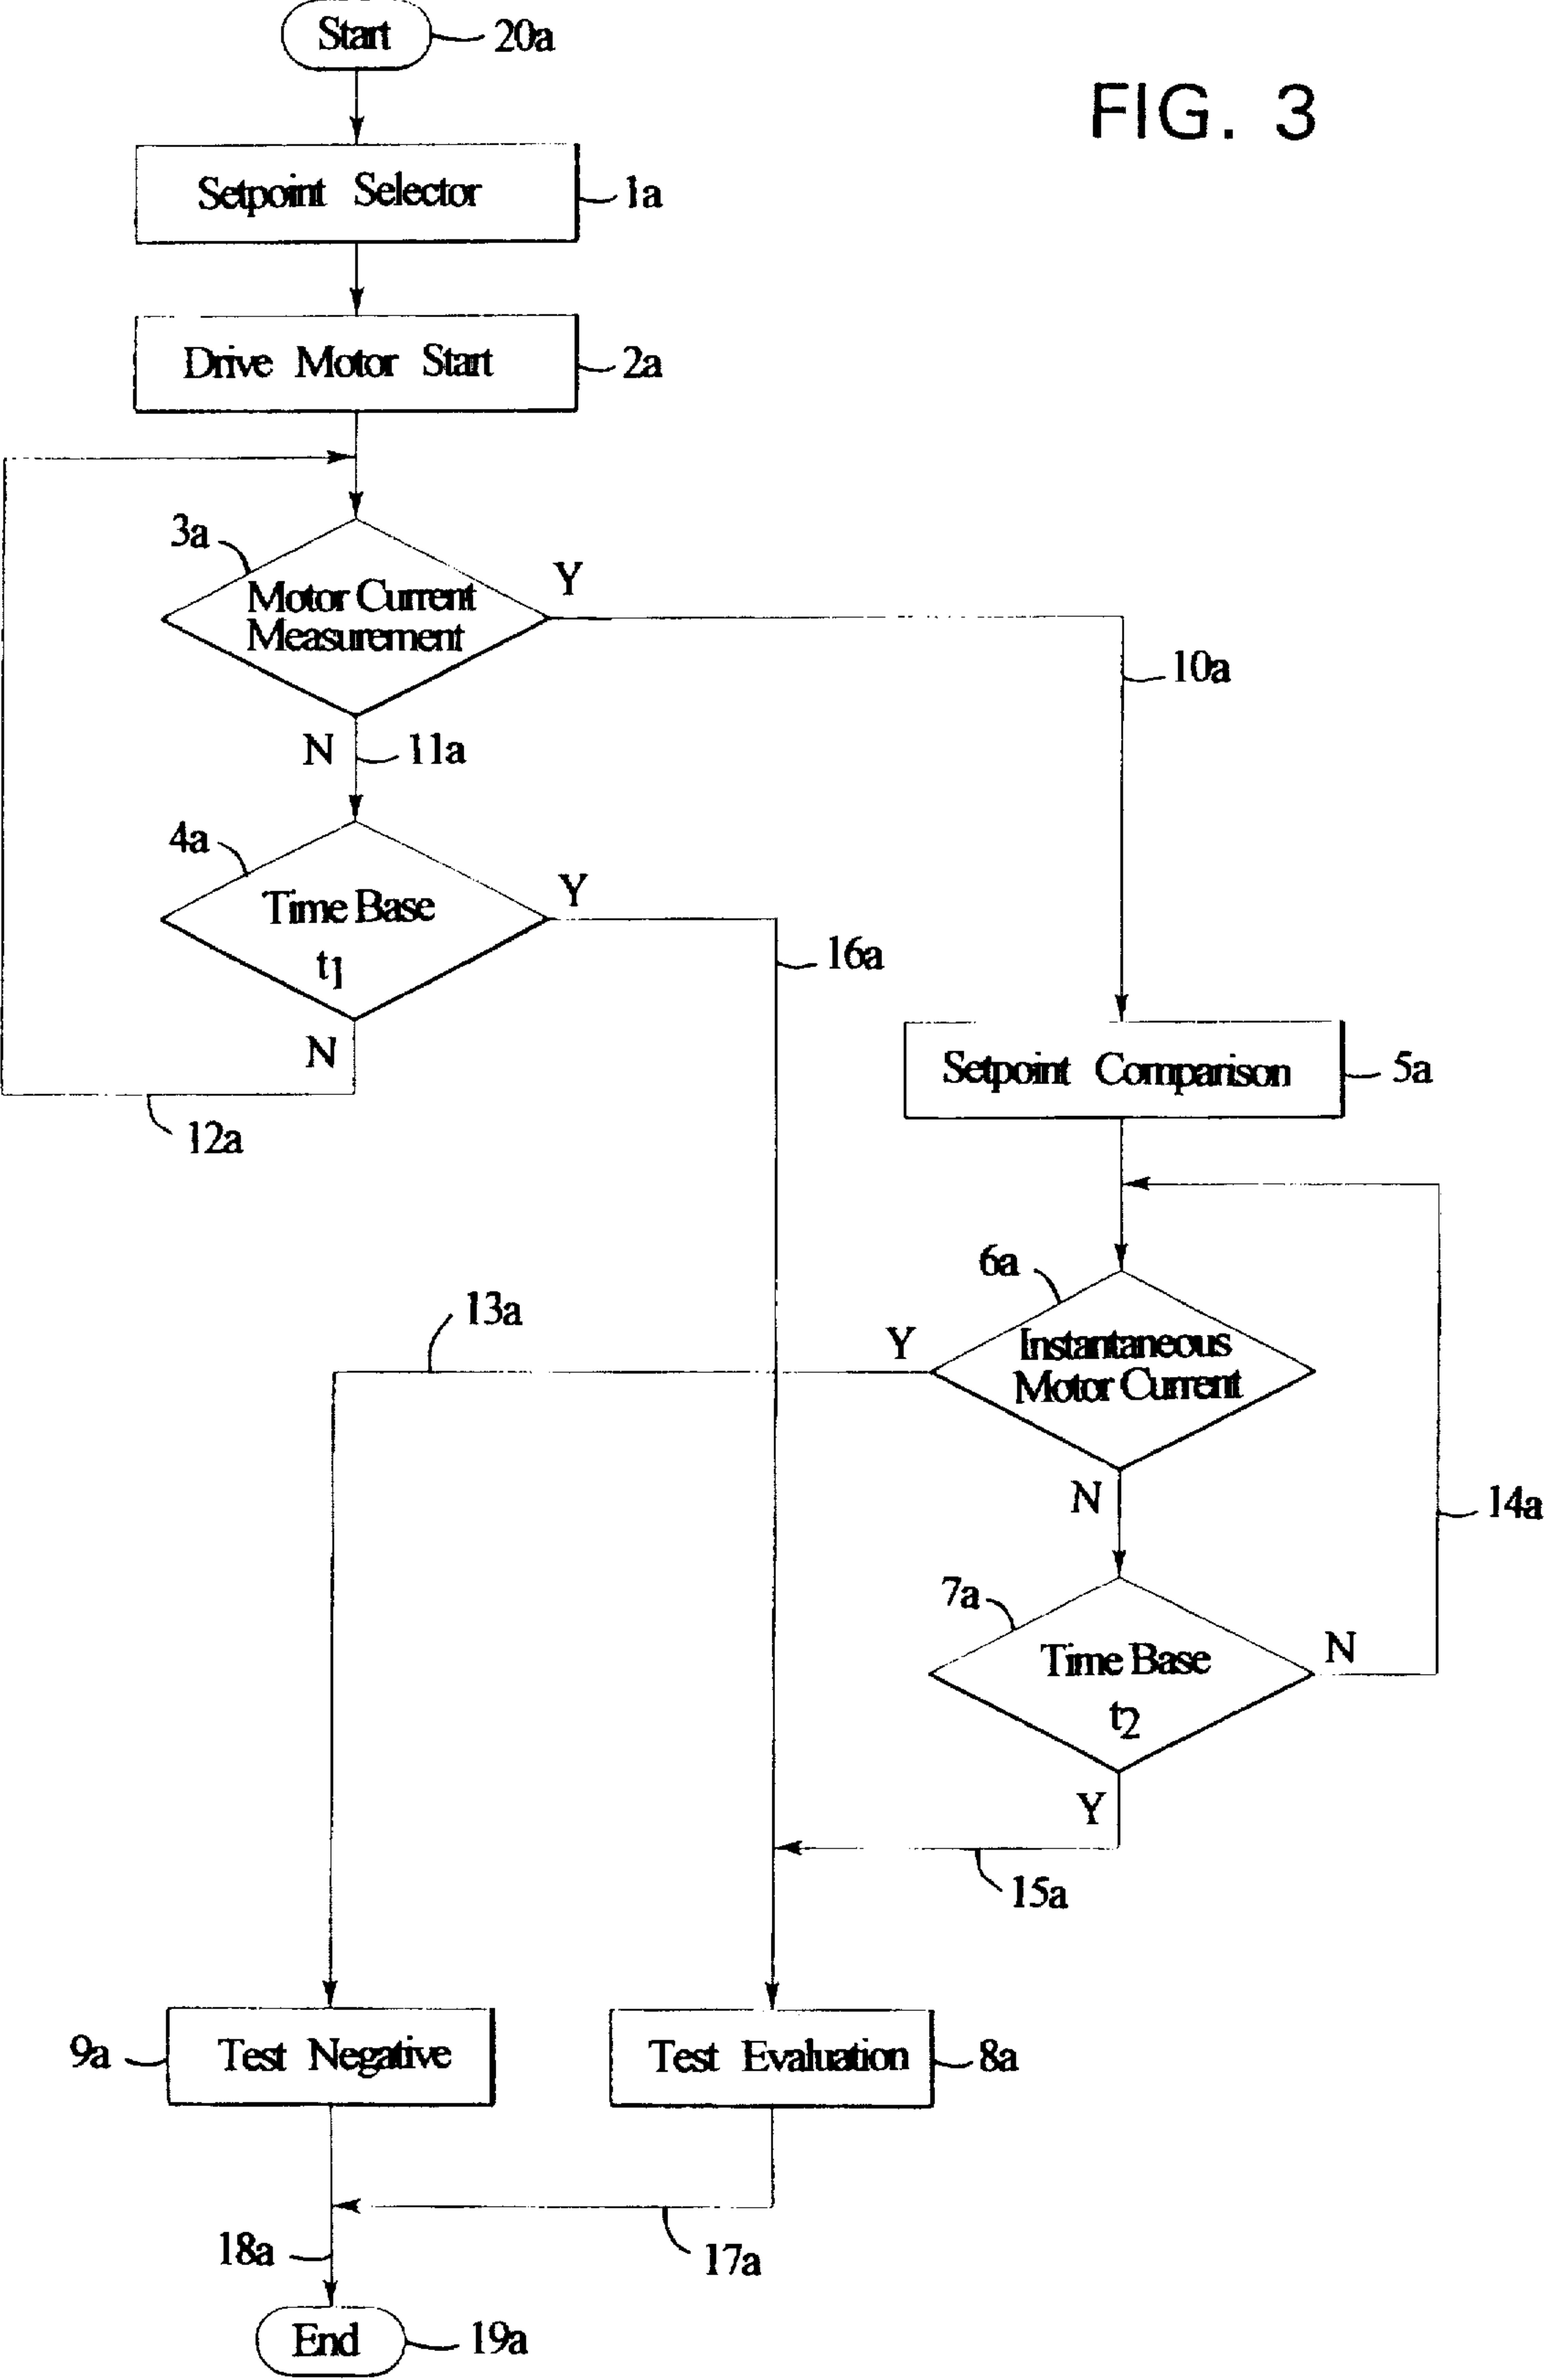 Start
20a
FIG. 3
Setpoint Selector
1a
Drive Motor Start
2a
3a
Motor Current
Measurement
Y
10a
N
11a
4a
Time Base
t1
Y
16a
N
12a
Setpoint Comparison
5a
6a
Instantaneous
Motor Current
Y
13a
N
14a
7a
Time Base
t2
N
Y
15a
9a
Test Negative
Test Evaluation
8a
18a
17a
End
19a